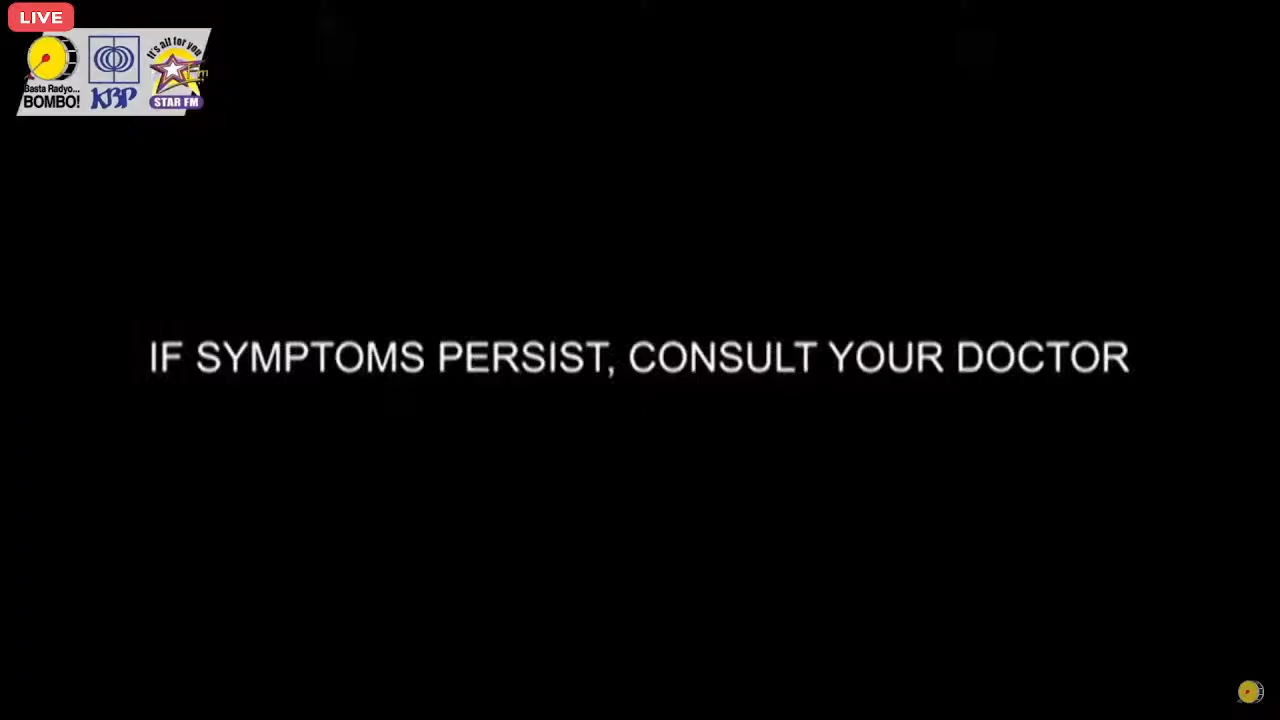 LIVE
It's all for you
Basta Radyo...
BOMBO!
KBP
STAR FM
IF SYMPTOMS PERSIST, CONSULT YOUR DOCTOR